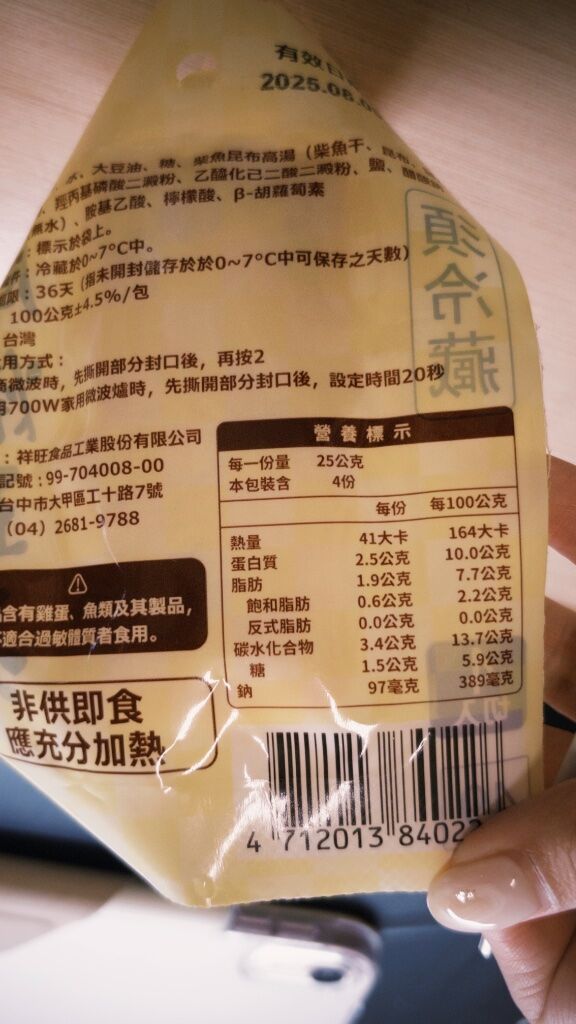 有效日
2025.06.0
水、大豆油、糖、柴魚昆布高湯（柴魚干、昆布、
、羥丙基磷酸二澱粉、乙醯化己二酸二澱粉、鹽、醋酸
無水）、胺基乙酸、檸檬酸、β-胡蘿蔔素
：標示於袋上。
件：冷藏於0~7°C中。
期限：36天（指未開封儲存於於0~7°C中可保存之天數）
100公克±4.5%/包
台灣
用方式：
商微波時，先撕開部分封口後，再按2
用700W家用微波爐時，先撕開部分封口後，設定時間20秒
：祥旺食品工業股份有限公司
記號：99-704008-00
台中市大甲區工十路7號
（04）2681-9788
含有雞蛋、魚類及其製品，
適合過敏體質者食用。
非供即食
應充分加熱
須冷藏
營養標示
每一份量 25公克
本包裝含 4份
每份 每100公克
熱量 41大卡 164大卡
蛋白質 2.5公克 10.0公克
脂肪 1.9公克 7.7公克
飽和脂肪 0.6公克 2.2公克
反式脂肪 0.0公克 0.0公克
碳水化合物 3.4公克 13.7公克
糖 1.5公克 5.9公克
鈉 97毫克 389毫克
4 712013 84022